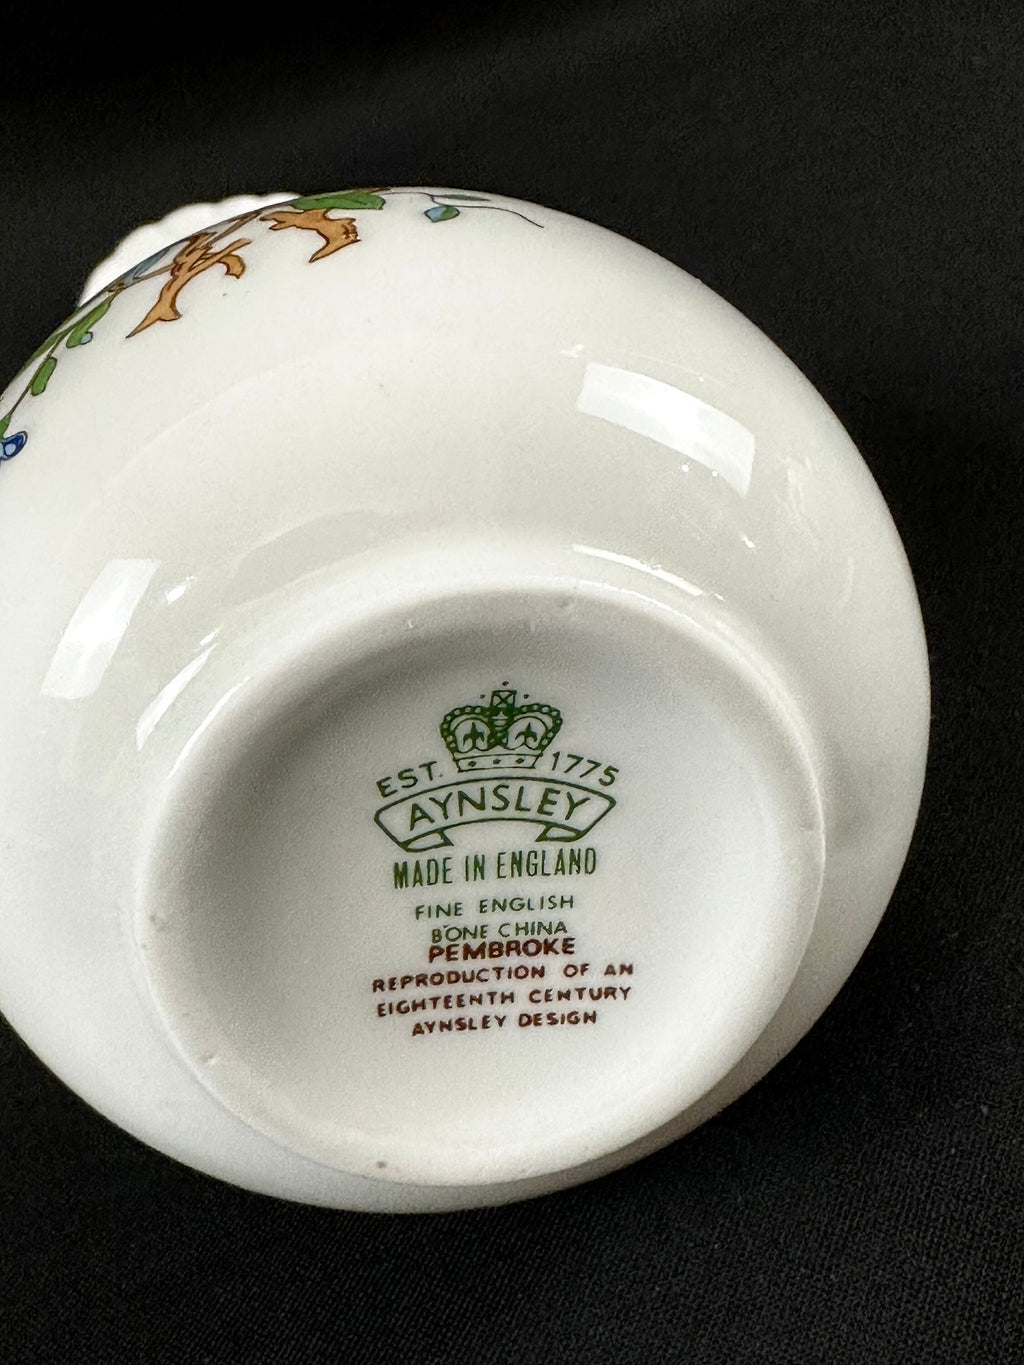 EST. 1775
AYNSLEY
MADE IN ENGLAND
FINE ENGLISH
BONE CHINA
PEMBROKE
REPRODUCTION OF AN
EIGHTEENTH CENTURY
AYNSLEY DESIGN